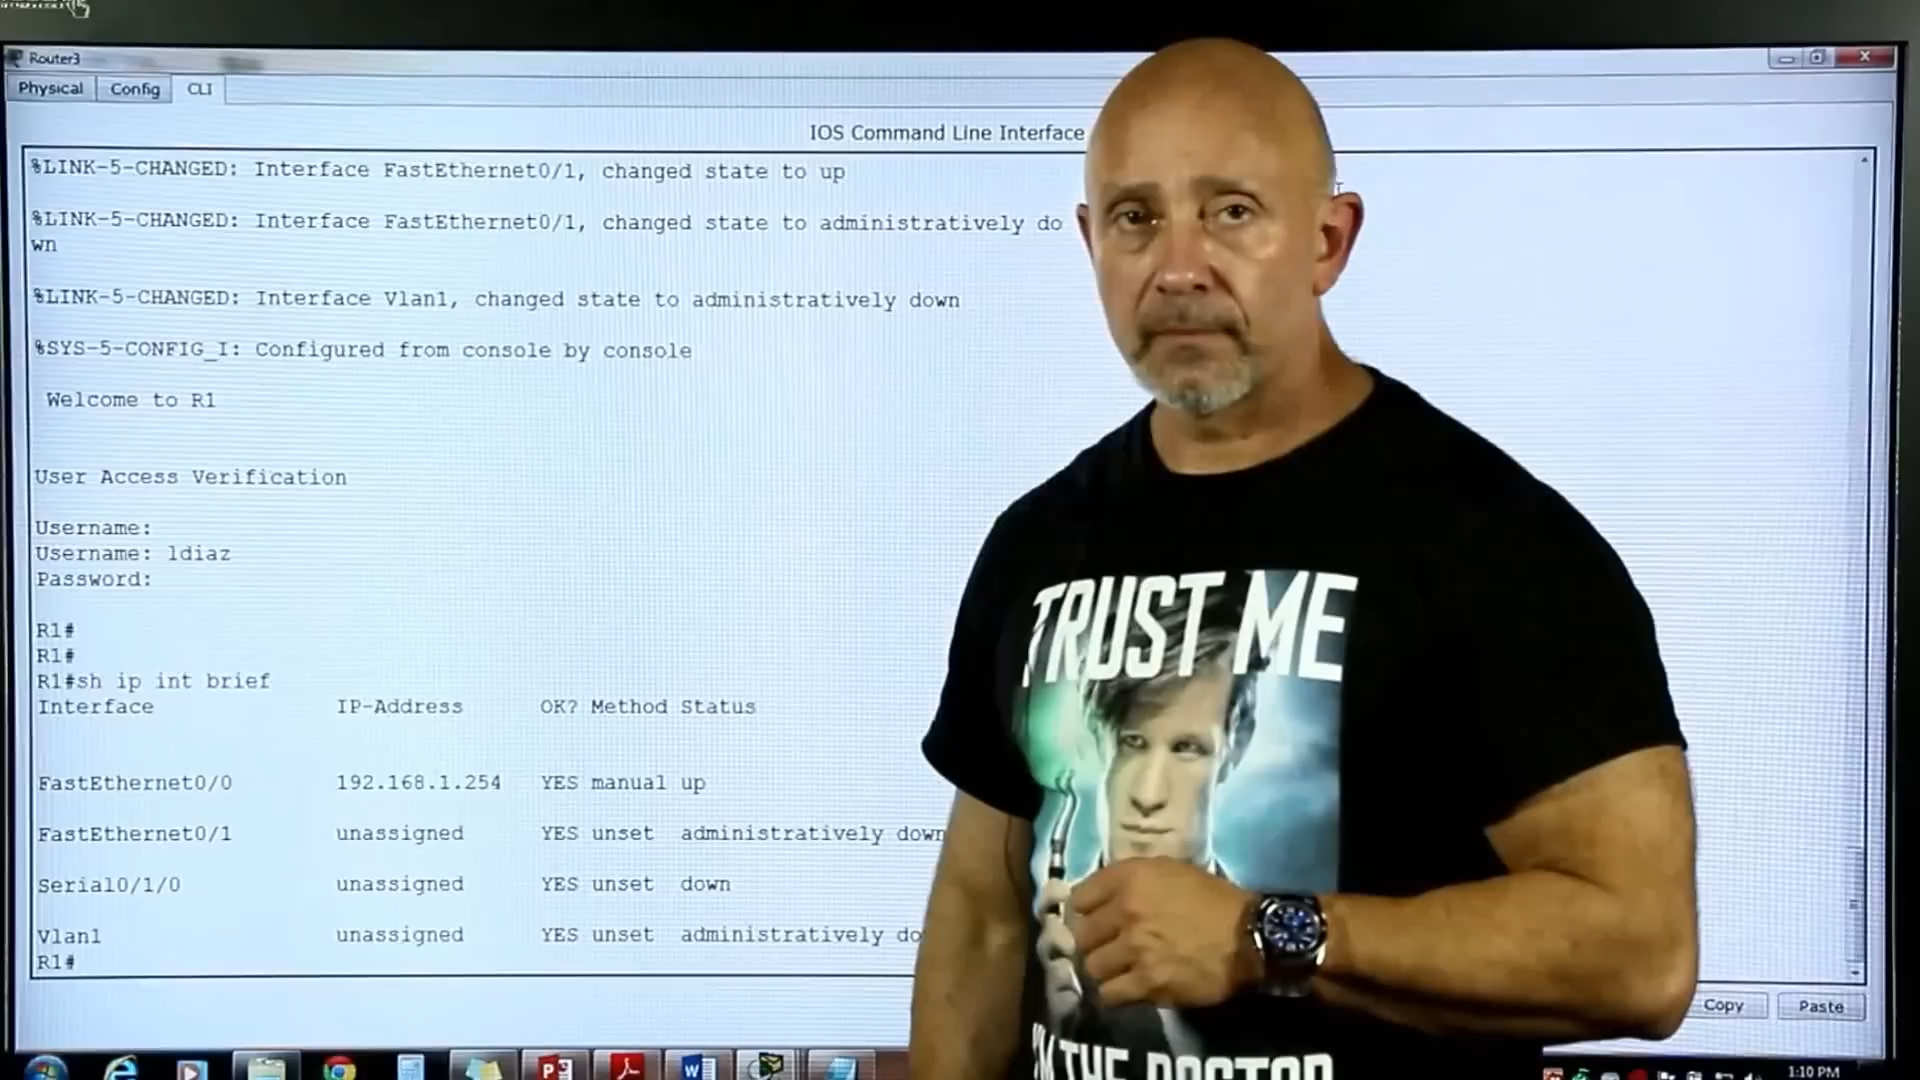 Router3
Physical Config CLI
IOS Command Line Interface
%LINK-5-CHANGED: Interface FastEthernet0/1, changed state to up
%LINK-5-CHANGED: Interface FastEthernet0/1, changed state to administratively do
wn
%LINK-5-CHANGED: Interface Vlan1, changed state to administratively down
%SYS-5-CONFIG_I: Configured from console by console
Welcome to R1
User Access Verification
Username:
Username: ldiaz
Password:
R1#
R1#
R1#sh ip int brief
Interface IP-Address OK? Method Status
FastEthernet0/0 192.168.1.254 YES manual up
FastEthernet0/1 unassigned YES unset administratively down
Serial0/1/0 unassigned YES unset down
Vlan1 unassigned YES unset administratively do
R1#
Copy Paste
1:10 PM
TRUST ME
I'M THE DOCTOR